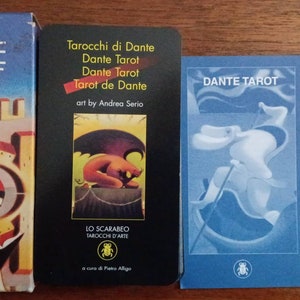 Tarocchi di Dante
Dante Tarot
Dante Tarot
Tarot de Dante
art by Andrea Serio
LO SCARABEO
TAROCCHI D'ARTE
a cura di Pietro Alligo
DANTE TAROT